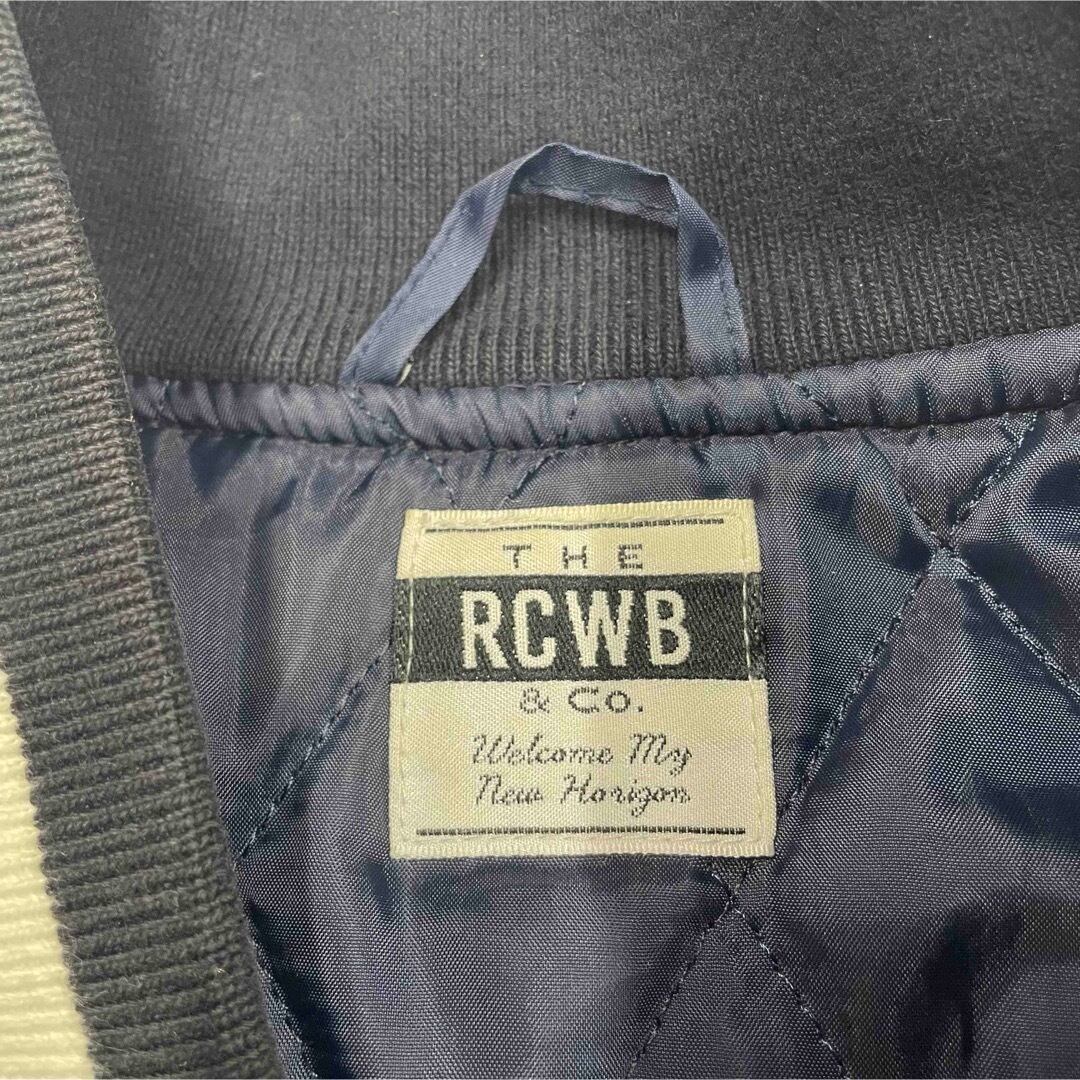 THE
RCWB
& Co.
Welcome My
New Horizon